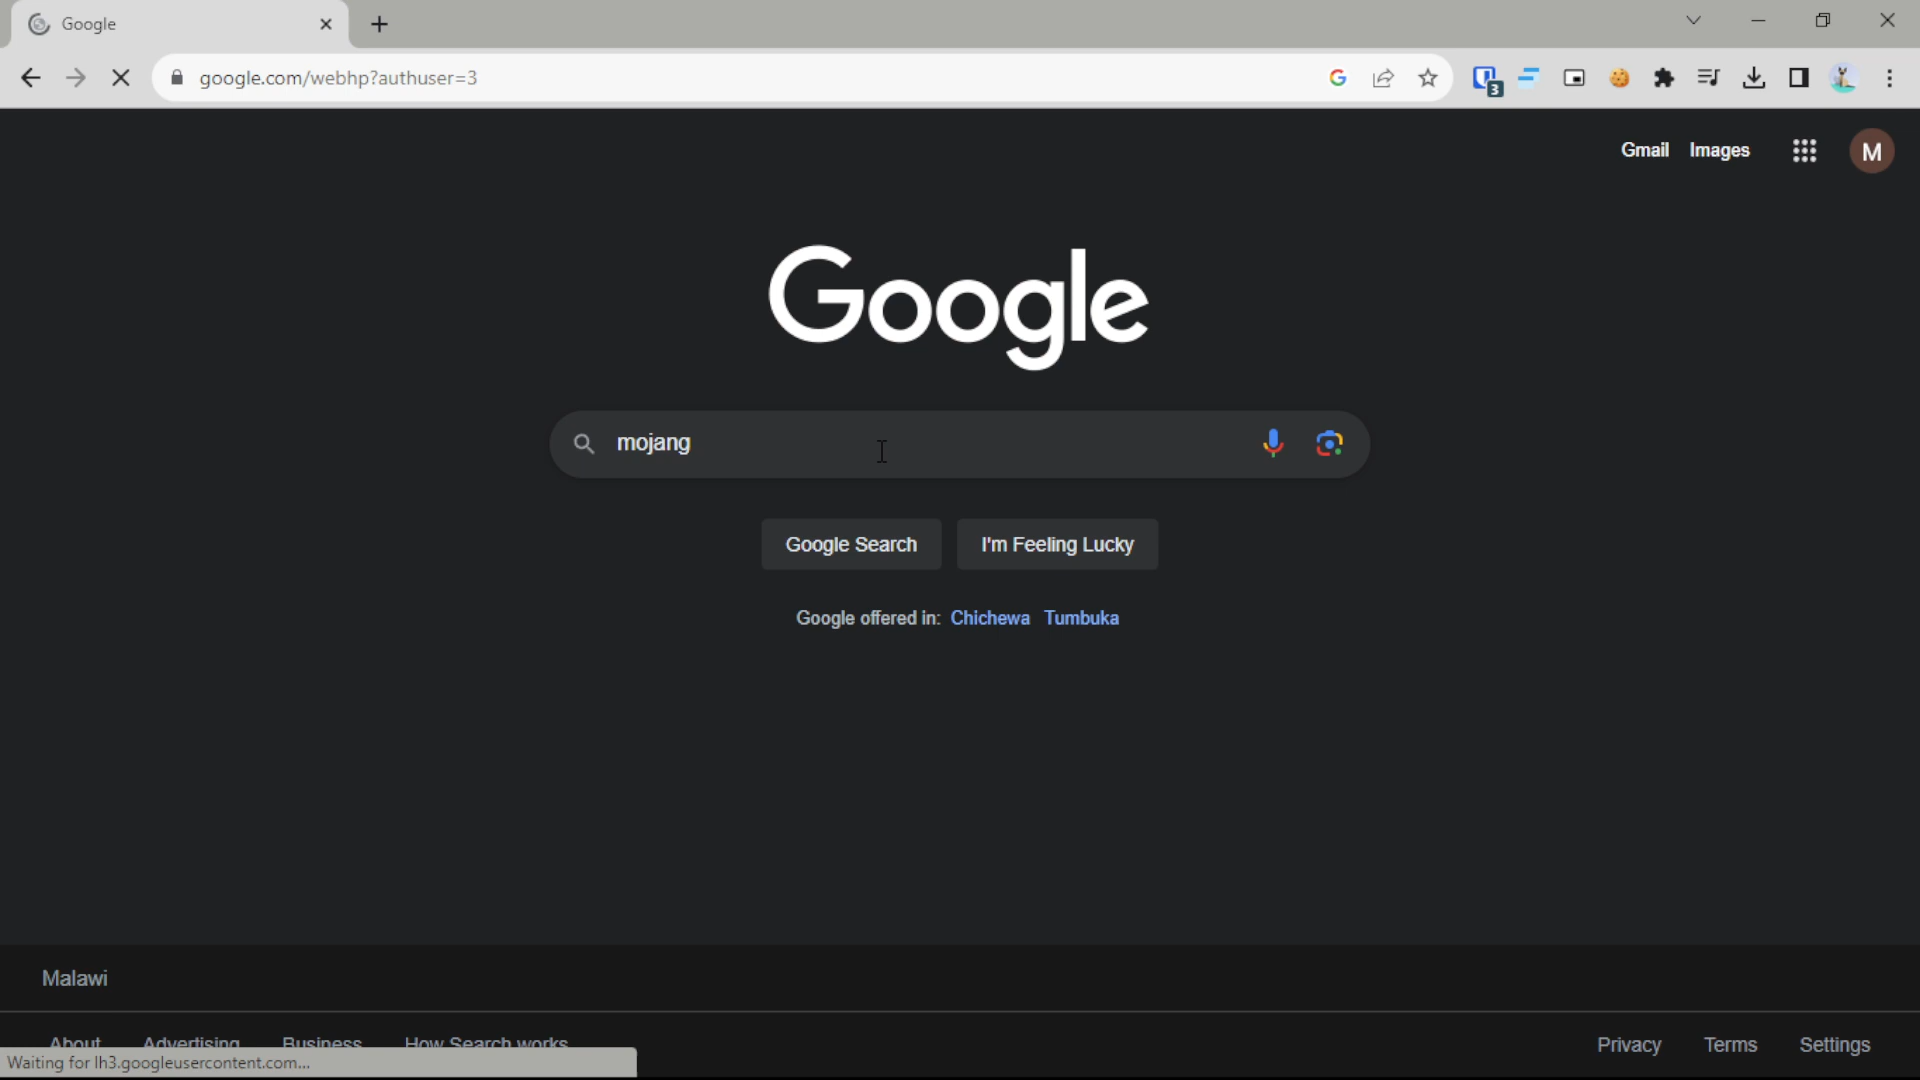 Google
google.com/webhp?authuser=3
3
Gmail Images
M
Google
mojang
Google Search I'm Feeling Lucky
Google offered in: Chichewa Tumbuka
Malawi
About Advertising Business How Search works Privacy Terms Settings
Waiting for lh3.googleusercontent.com...